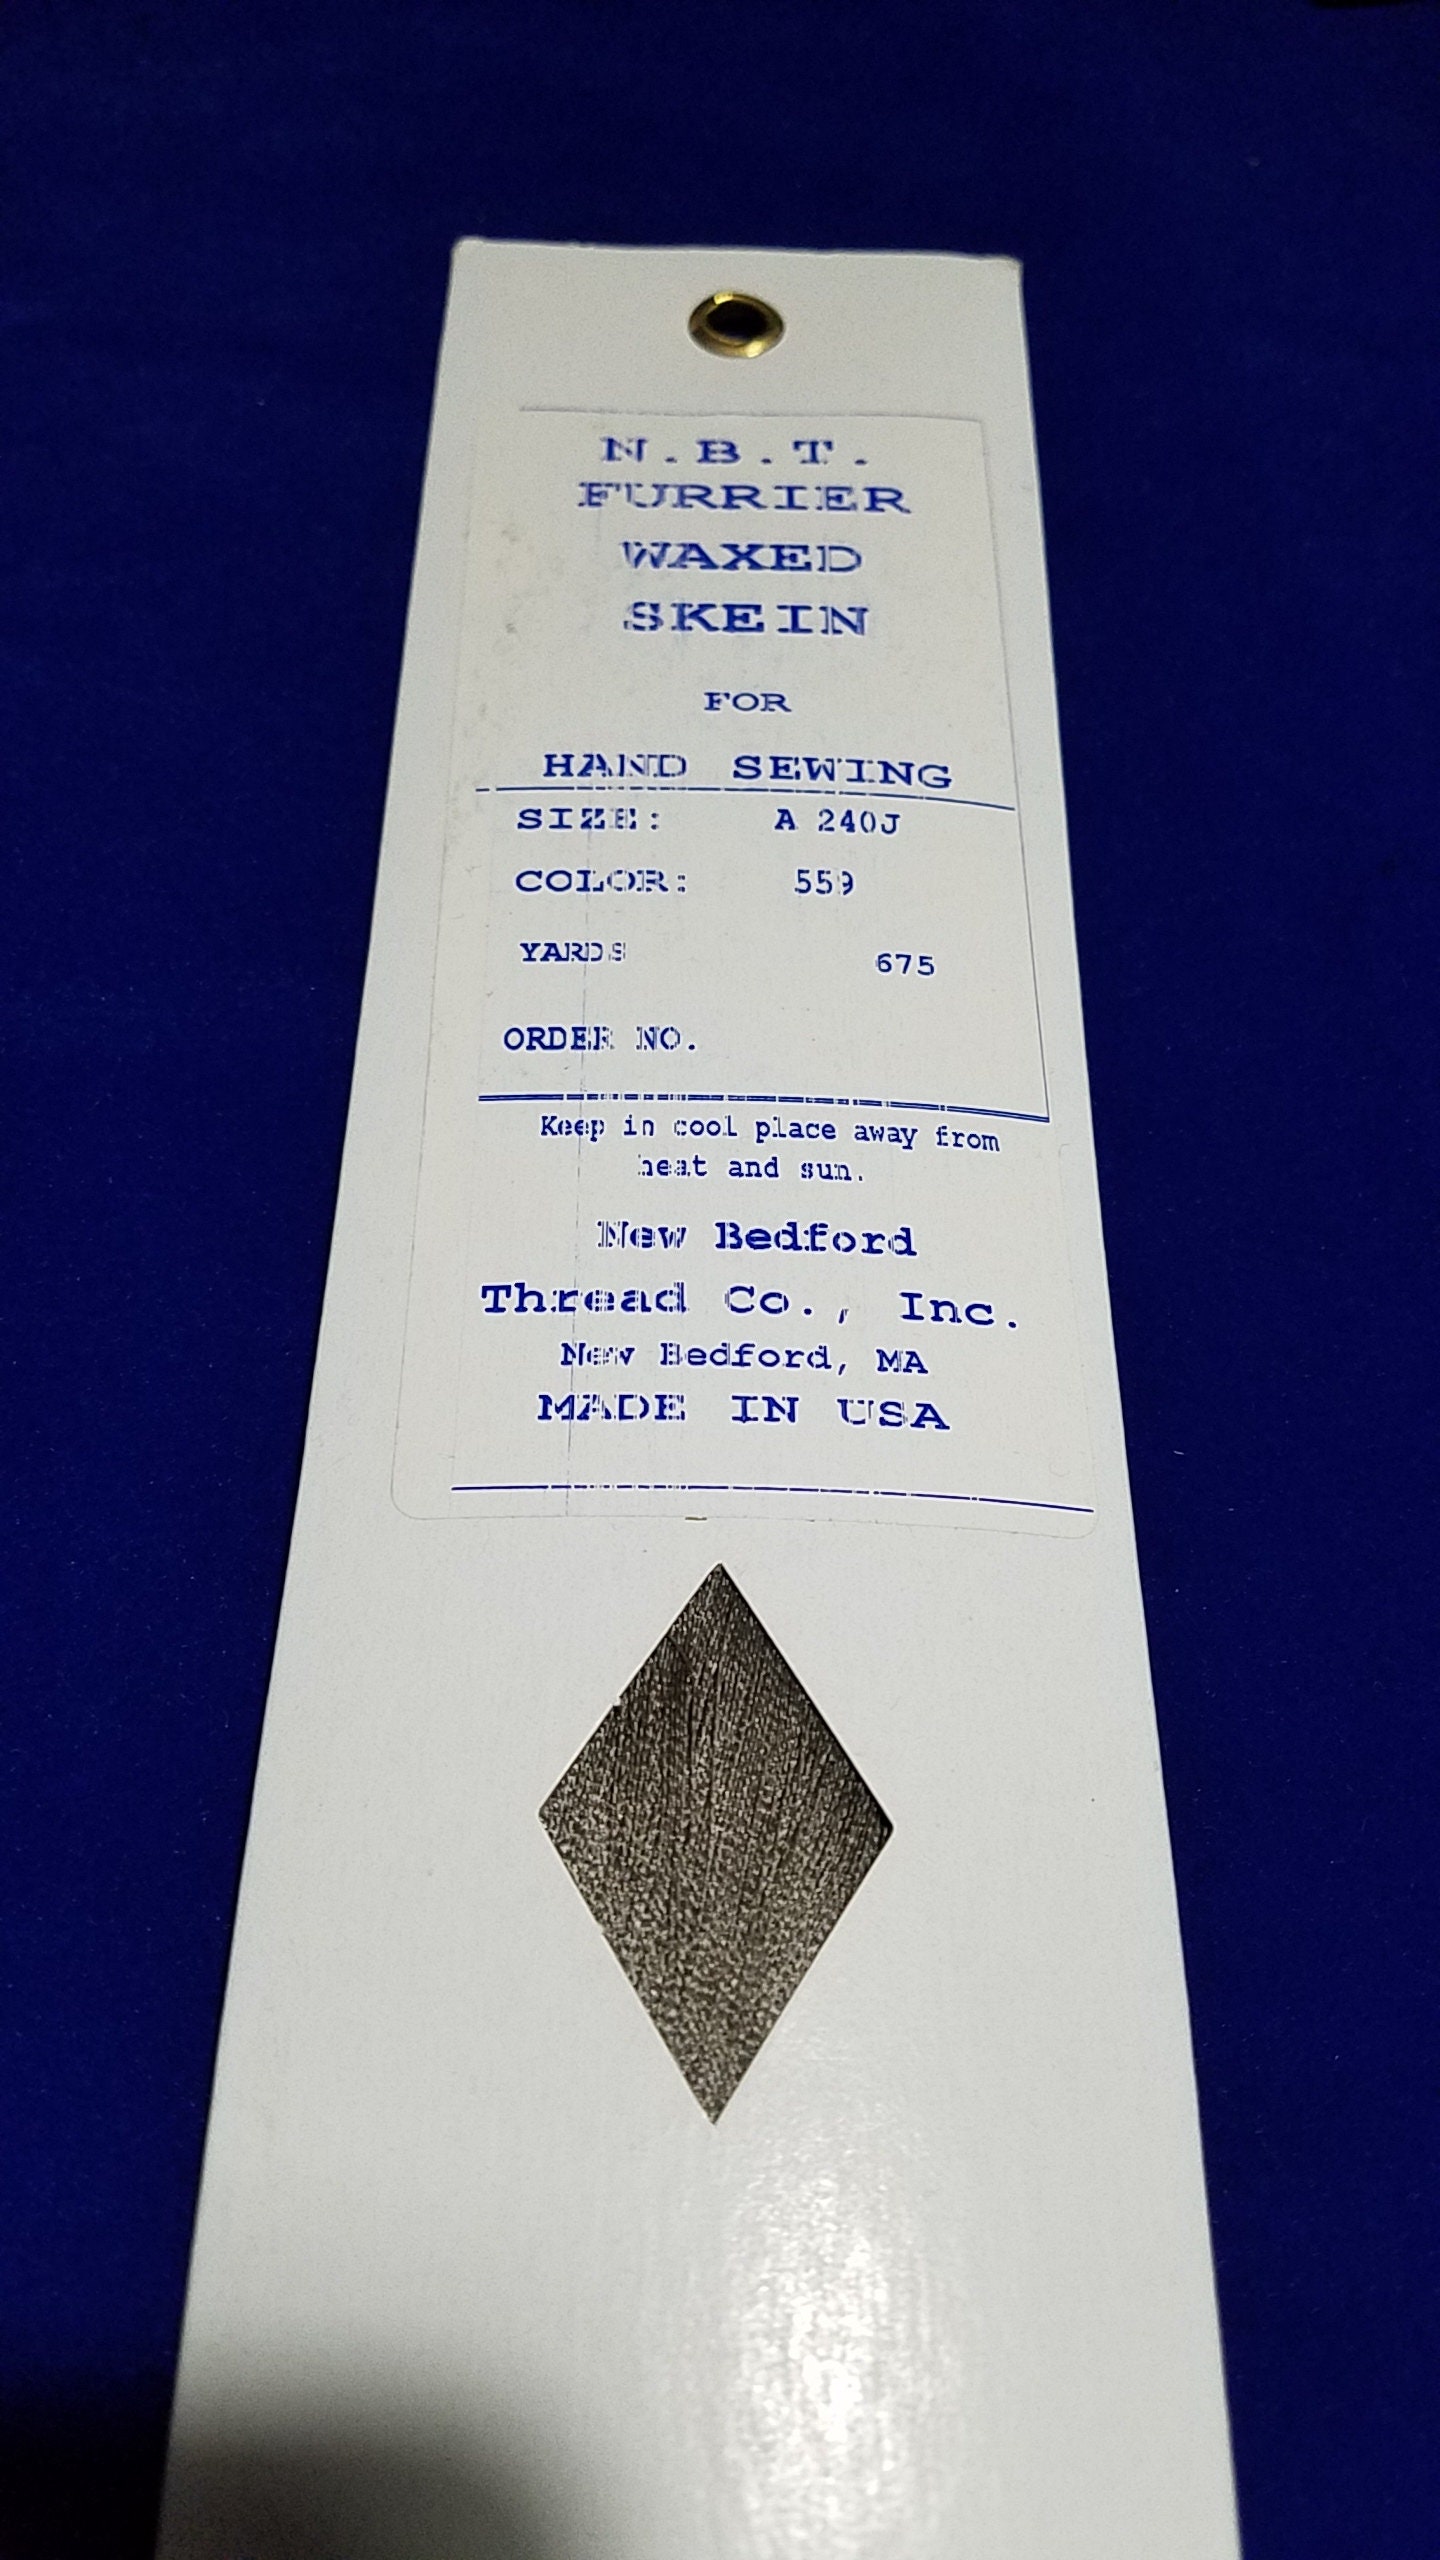 N.B.T.
FURRIER
WAXED
SKEIN
FOR
HAND SEWING
SIZE: A 240J
COLOR: 559
YARDS 675
ORDER NO.
Keep in cool place away from
heat and sun.
New Bedford
Thread Co., Inc.
New Bedford, MA
MADE IN USA